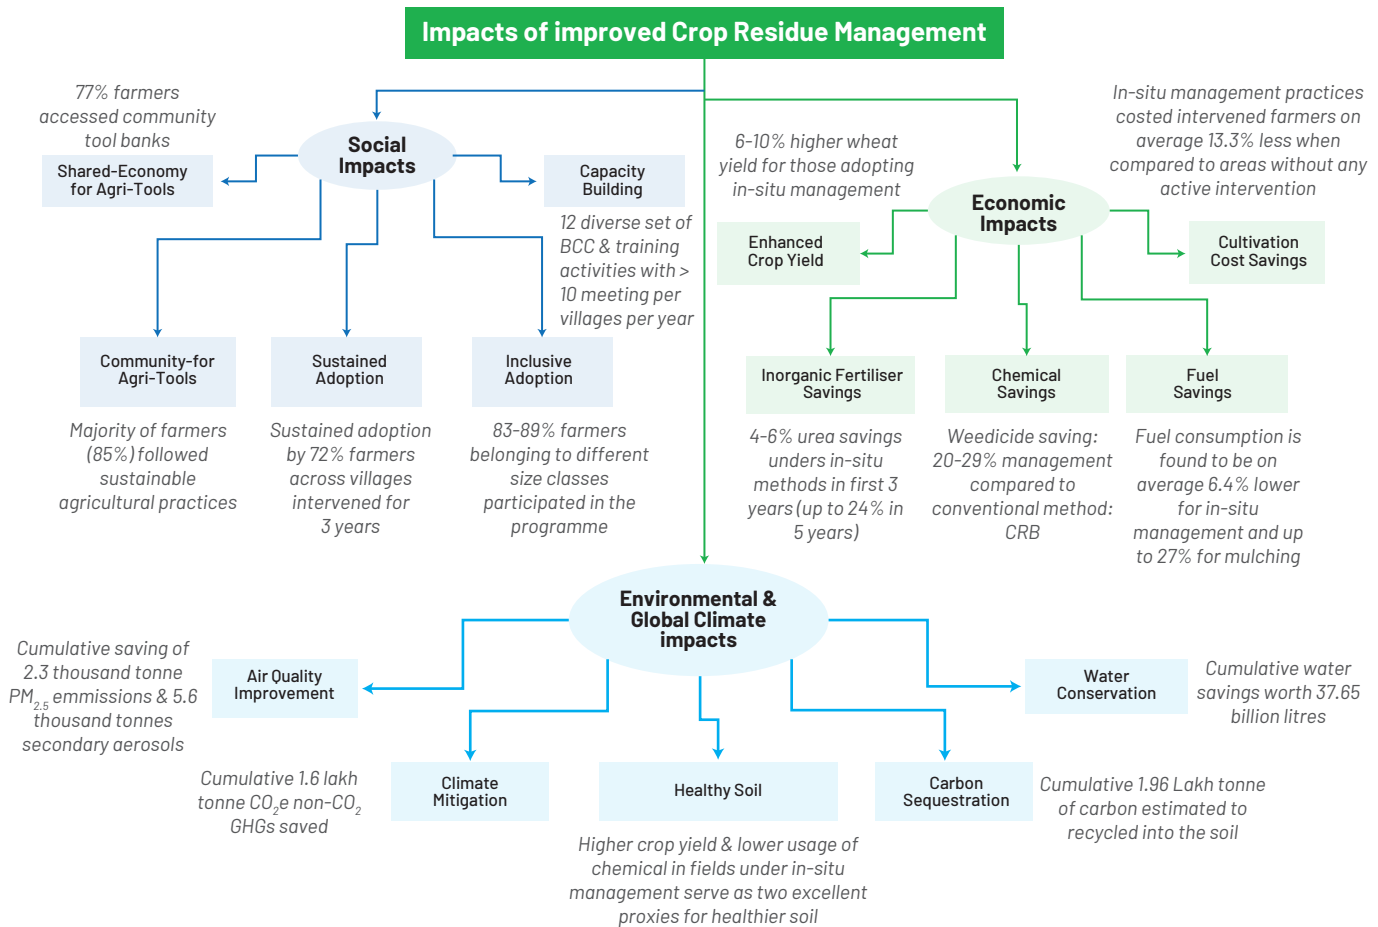 Impacts of improved Crop Residue Management
77% farmers
accessed community
tool banks
Shared-Economy
for Agri-Tools
Social
Impacts
Capacity
Building
12 diverse set of
BCC & training
activities with >
10 meeting per
villages per year
Community-for
Agri-Tools
Majority of farmers
(85%) followed
sustainable
agricultural practices
Sustained
Adoption
Sustained adoption
by 72% farmers
across villages
intervened for
3 years
Inclusive
Adoption
83-89% farmers
belonging to different
size classes
participated in the
programme
6-10% higher wheat
yield for those adopting
in-situ management
Enhanced
Crop Yield
Economic
Impacts
In-situ management practices
costed intervened farmers on
average 13.3% less when
compared to areas without any
active intervention
Cultivation
Cost Savings
Inorganic Fertiliser
Savings
4-6% urea savings
unders in-situ
methods in first 3
years (up to 24% in
5 years)
Chemical
Savings
Weedicide saving:
20-29% management
compared to
conventional method:
CRB
Fuel
Savings
Fuel consumption is
found to be on
average 6.4% lower
for in-situ
management and up
to 27% for mulching
Environmental &
Global Climate
impacts
Cumulative saving of
2.3 thousand tonne
PM2.5 emmissions & 5.6
thousand tonnes
secondary aerosols
Air Quality
Improvement
Cumulative 1.6 lakh
tonne CO2e non-CO2
GHGs saved
Climate
Mitigation
Healthy Soil
Higher crop yield & lower usage of
chemical in fields under in-situ
management serve as two excellent
proxies for healthier soil
Carbon
Sequestration
Cumulative 1.96 Lakh tonne
of carbon estimated to
recycled into the soil
Water
Conservation
Cumulative water
savings worth 37.65
billion litres